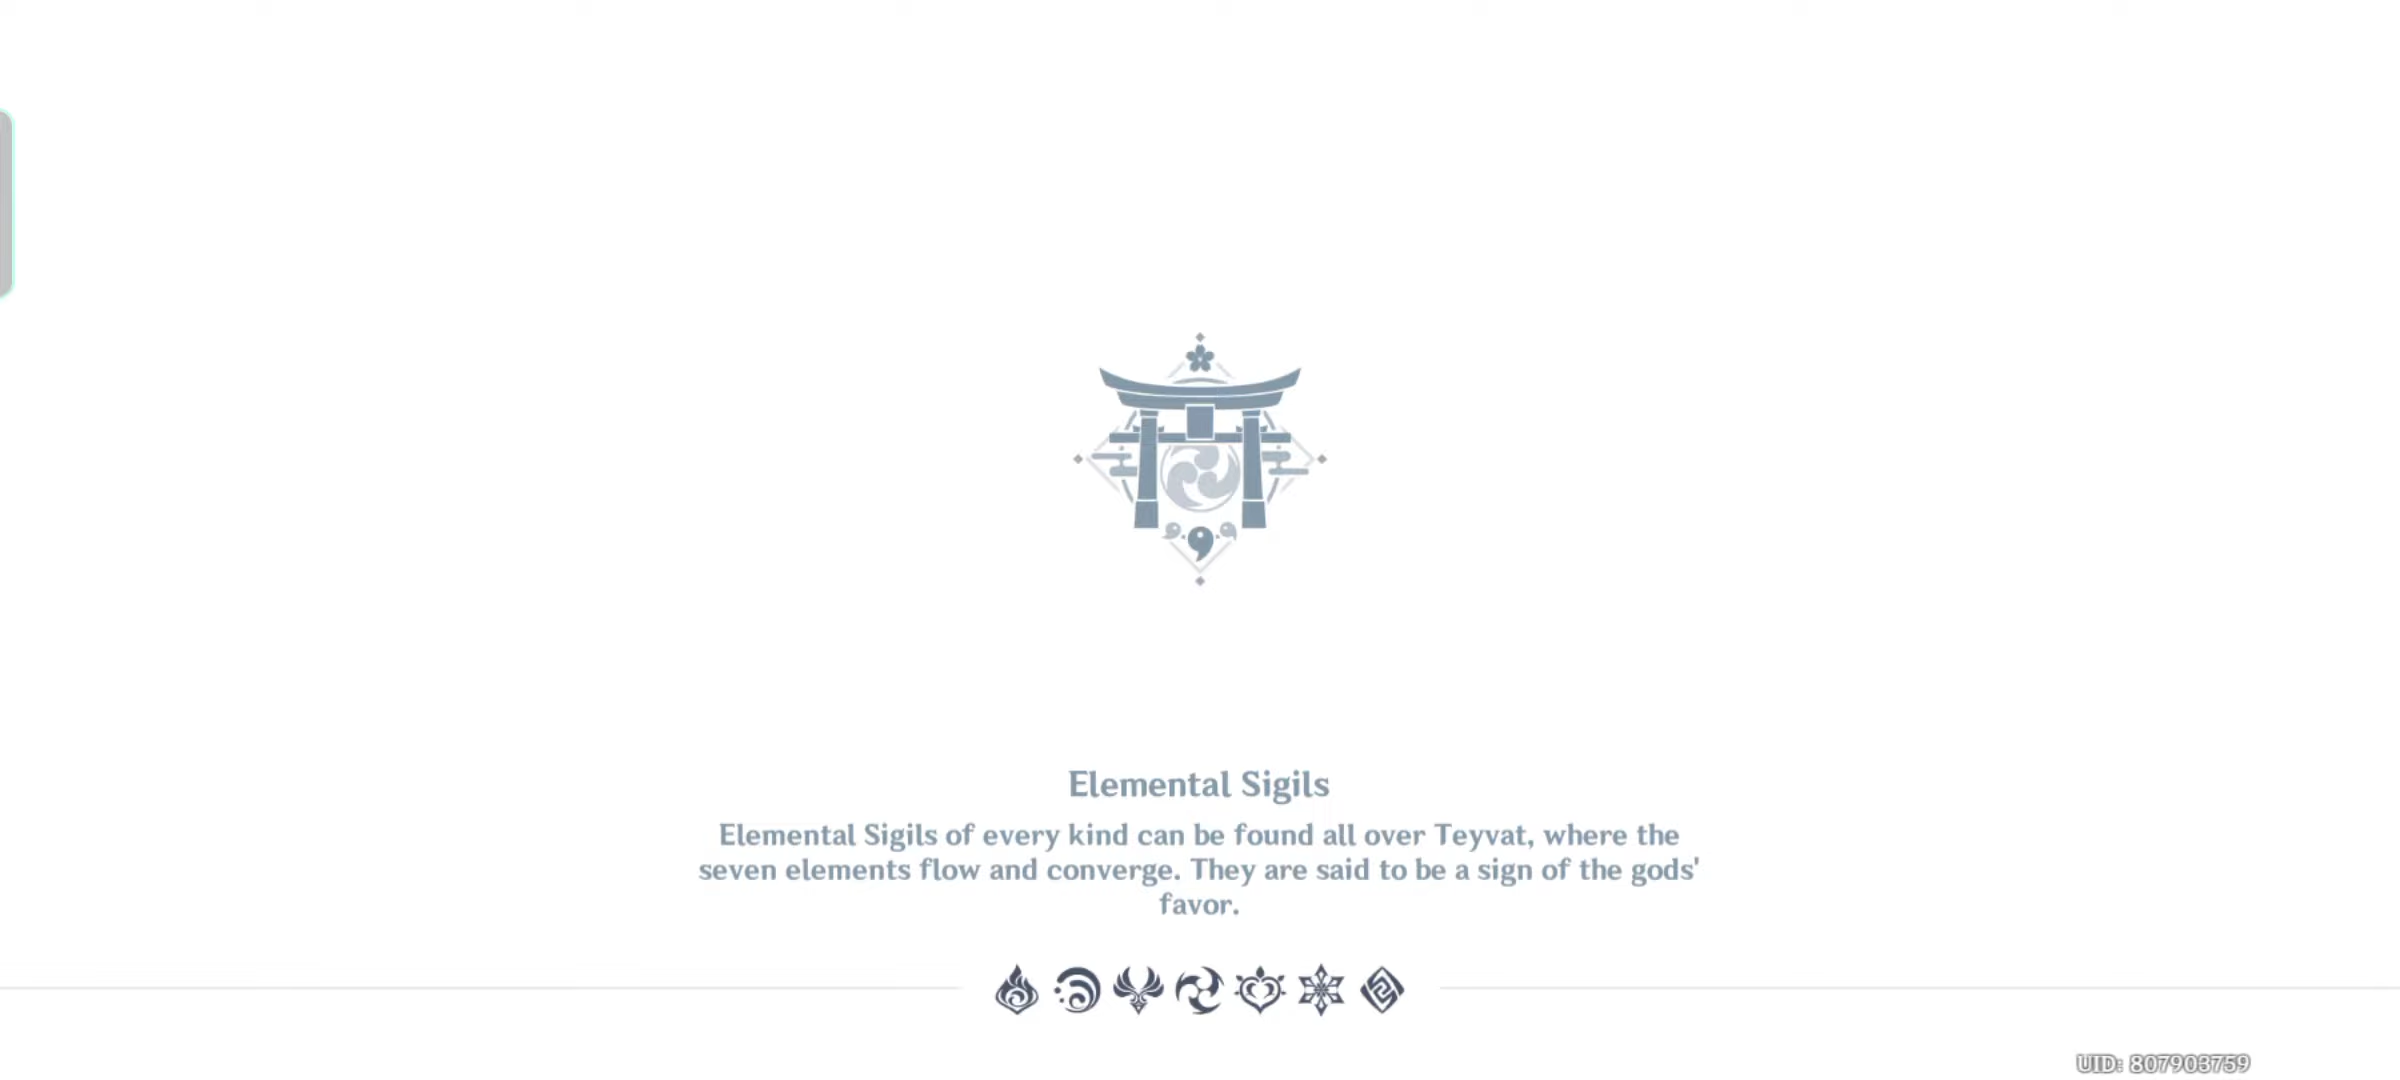 Elemental Sigils
Elemental Sigils of every kind can be found all over Teyvat, where the
seven elements flow and converge. They are said to be a sign of the gods'
favor.
UID: 807903759